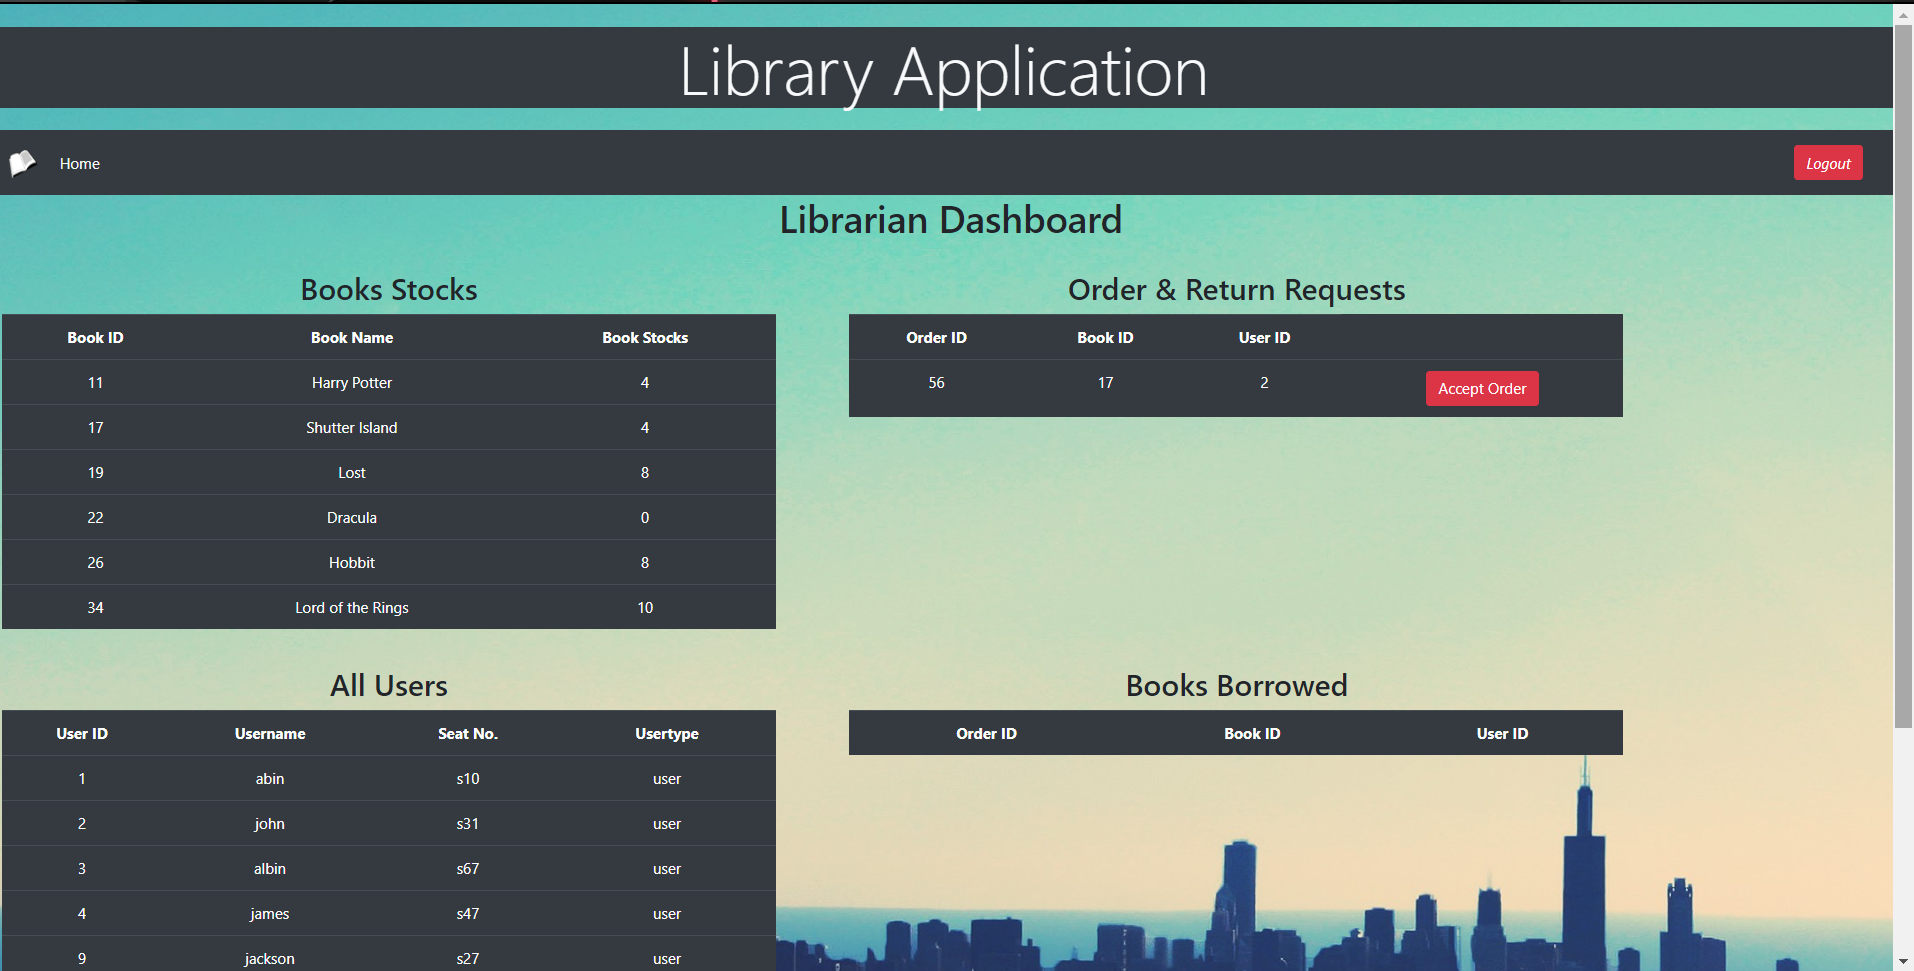 Library Application
Home
Logout
Librarian Dashboard
Books Stocks
Book ID Book Name Book Stocks
11 Harry Potter 4
17 Shutter Island 4
19 Lost 8
22 Dracula 0
26 Hobbit 8
34 Lord of the Rings 10
Order & Return Requests
Order ID Book ID User ID
56 17 2 Accept Order
All Users
User ID Username Seat No. Usertype
1 abin s10 user
2 john s31 user
3 albin s67 user
4 james s47 user
9 jackson s27 user
Books Borrowed
Order ID Book ID User ID